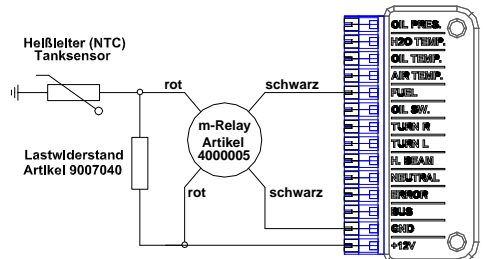 Heißleiter (NTC)
Tanksensor
rot
schwarz
m-Relay
Artikel
4000005
Lastwiderstand
Artikel 9007040
rot
schwarz
OIL PRES.
H2O TEMP.
OIL TEMP.
AIR TEMP.
FUEL
OIL SW.
TURN R
TURN L
H. BEAM
NEUTRAL
ERROR
BUS
GND
+12V